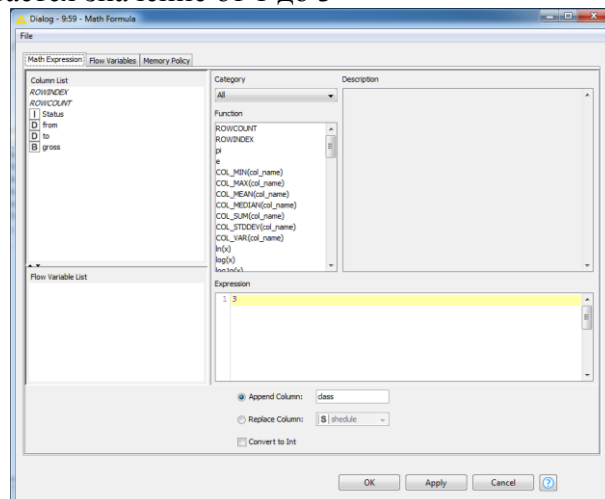 ается значение от 1 до 3
Dialog - 9:59 - Math Formula
File
Math Expression Flow Variables Memory Policy
Column List
ROWINDEX
ROWCOUNT
I Status
D from
D to
B gross
Flow Variable List
Category
All
Function
ROWCOUNT
ROWINDEX
pi
e
COL_MIN(col_name)
COL_MAX(col_name)
COL_MEAN(col_name)
COL_MEDIAN(col_name)
COL_SUM(col_name)
COL_STDDEV(col_name)
COL_VAR(col_name)
ln(x)
log(x)
log10(x)
Description
Expression
1 3
Append Column: class
Replace Column: S shedule
Convert to Int
OK Apply Cancel ?